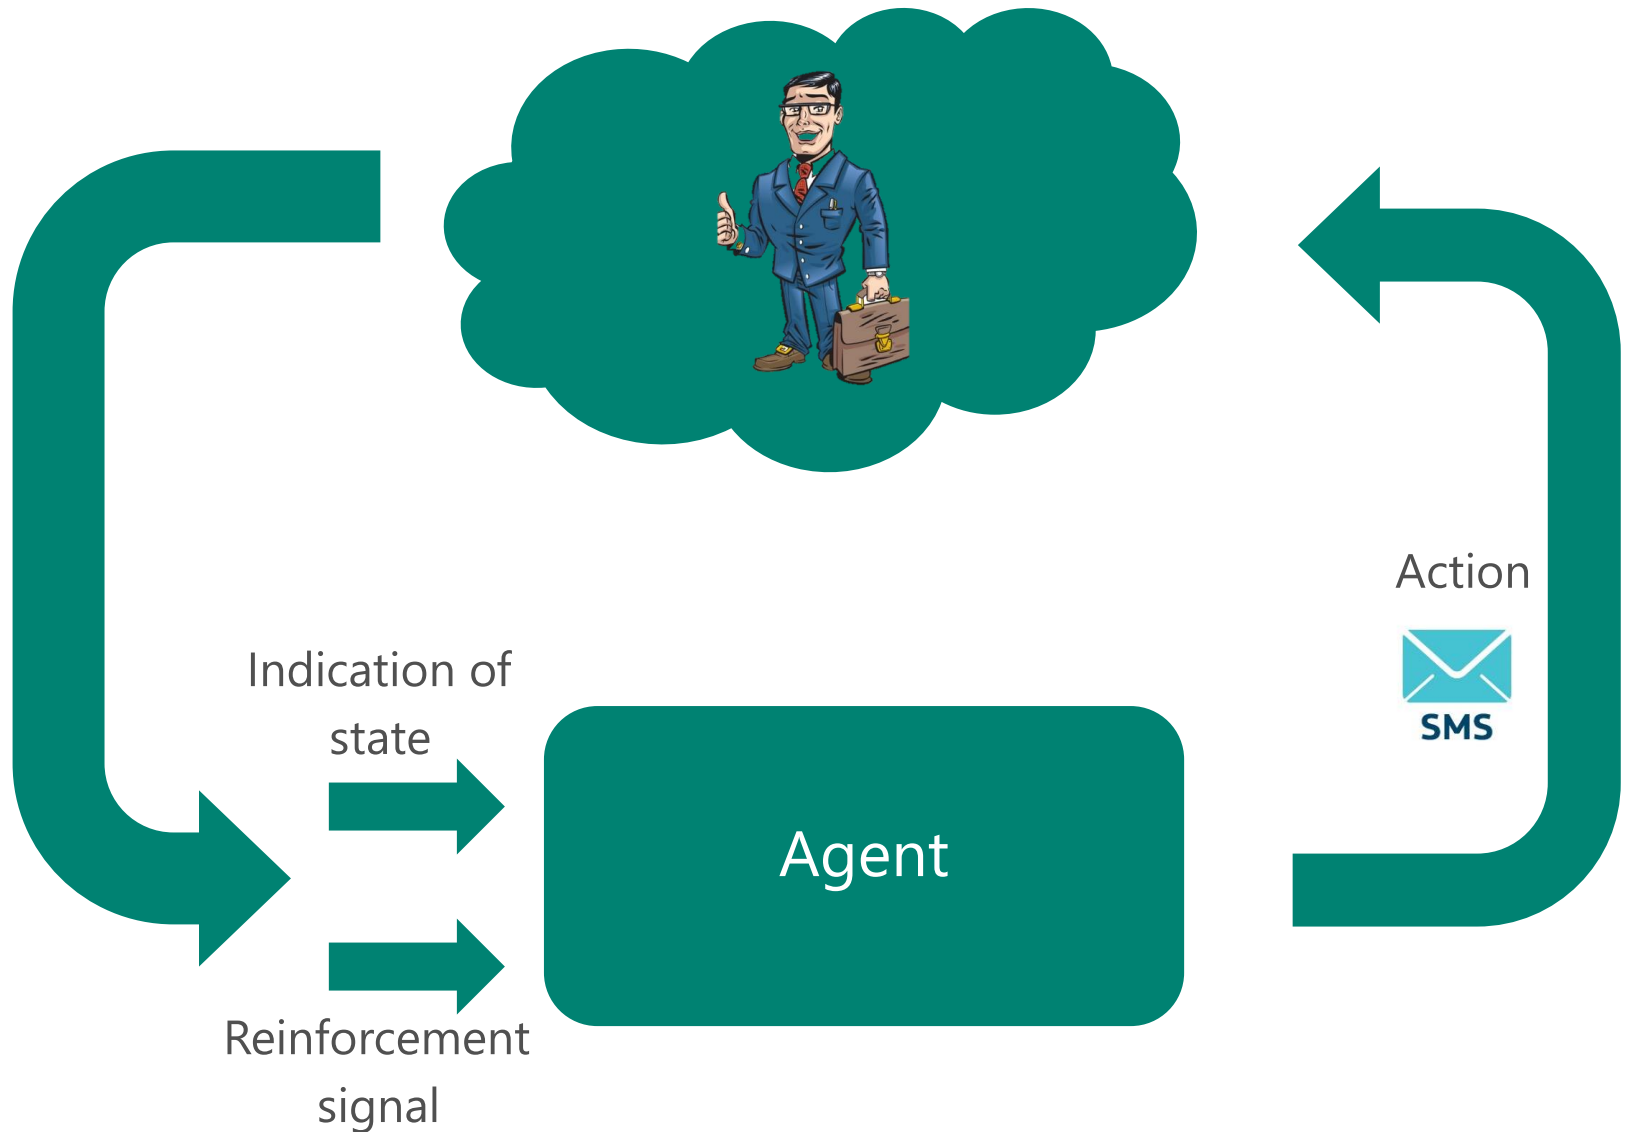 Action
SMS
Indication of
state
Agent
Reinforcement
signal